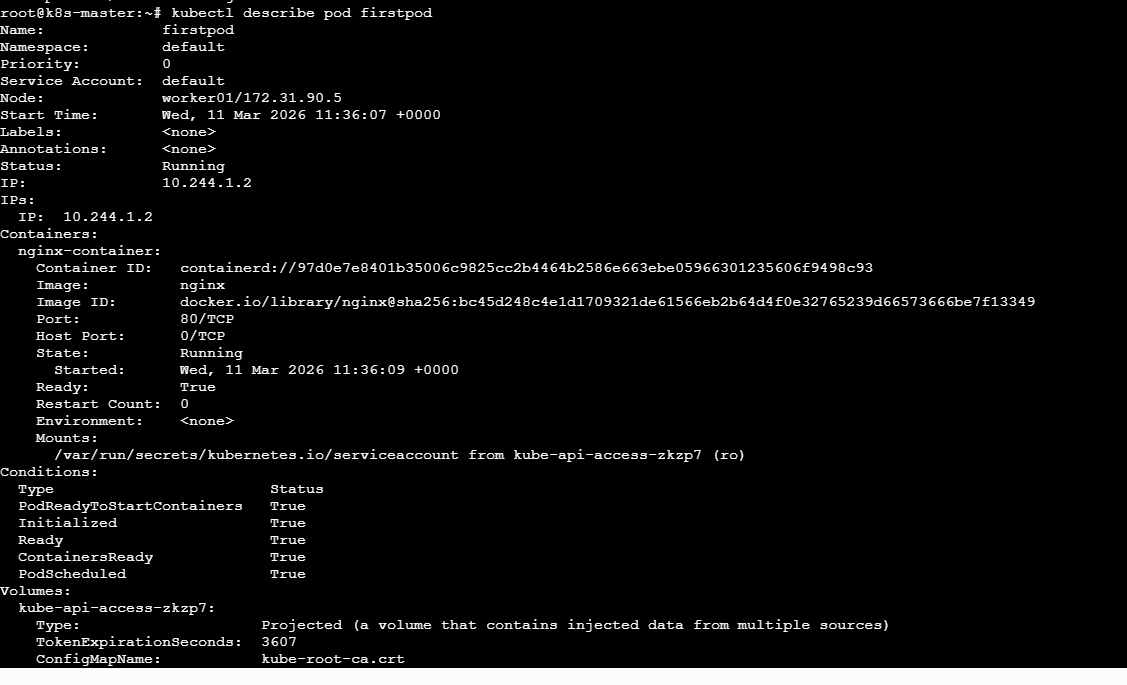 root@k8s-master:~# kubectl describe pod firstpod
Name:             firstpod
Namespace:        default
Priority:         0
Service Account:  default
Node:             worker01/172.31.90.5
Start Time:       Wed, 11 Mar 2026 11:36:07 +0000
Labels:           <none>
Annotations:      <none>
Status:           Running
IP:               10.244.1.2
IPs:
  IP:  10.244.1.2
Containers:
  nginx-container:
    Container ID:   containerd://97d0e7e8401b35006c9825cc2b4464b2586e663ebe05966301235606f9498c93
    Image:          nginx
    Image ID:       docker.io/library/nginx@sha256:bc45d248c4e1d1709321de61566eb2b64d4f0e32765239d66573666be7f13349
    Port:           80/TCP
    Host Port:      0/TCP
    State:          Running
      Started:      Wed, 11 Mar 2026 11:36:09 +0000
    Ready:          True
    Restart Count:  0
    Environment:    <none>
    Mounts:
      /var/run/secrets/kubernetes.io/serviceaccount from kube-api-access-zkzp7 (ro)
Conditions:
  Type                        Status
  PodReadyToStartContainers   True
  Initialized                 True
  Ready                       True
  ContainersReady             True
  PodScheduled                True
Volumes:
  kube-api-access-zkzp7:
    Type:                    Projected (a volume that contains injected data from multiple sources)
    TokenExpirationSeconds:  3607
    ConfigMapName:           kube-root-ca.crt